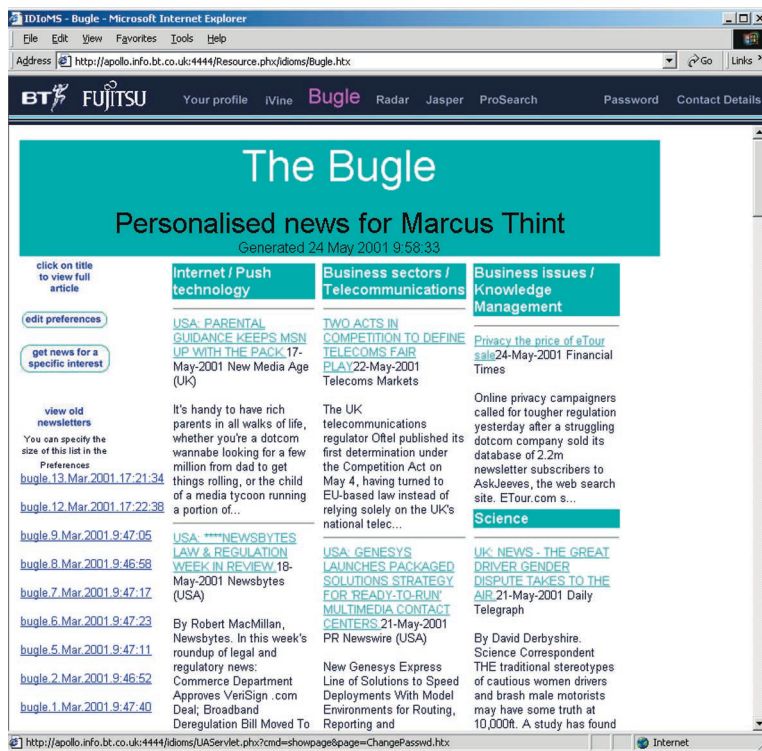 IDIoMS - Bugle - Microsoft Internet Explorer
File Edit View Favorites Tools Help
Address http://apollo.info.bt.co.uk:4444/Resource.phx/idioms/Bugle.htx Go Links »
BT FUJITSU Your profile iVine Bugle Radar Jasper ProSearch Password Contact Details
The Bugle
Personalised news for Marcus Thint
Generated 24 May 2001 9:58:33
click on title
to view full
article
edit preferences
get news for a
specific interest
view old
newsletters
You can specify the
size of this list in the
Preferences
bugle.13.Mar.2001.17:21:34
bugle.12.Mar.2001.17:22:38
bugle.9.Mar.2001.9:47:05
bugle.8.Mar.2001.9:46:58
bugle.7.Mar.2001.9:47:17
bugle.6.Mar.2001.9:47:23
bugle.5.Mar.2001.9:47:11
bugle.2.Mar.2001.9:46:52
bugle.1.Mar.2001.9:47:40
Internet / Push
technology
USA: PARENTAL
GUIDANCE KEEPS MSN
UP WITH THE PACK 17-
May-2001 New Media Age
(UK)
It's handy to have rich
parents in all walks of life,
whether you're a dotcom
wannabe looking for a few
million from dad to get
things rolling, or the child
of a media tycoon running
a portion of...
USA: ****NEWSBYTES
LAW & REGULATION
WEEK IN REVIEW 18-
May-2001 Newsbytes
(USA)
By Robert MacMillan,
Newsbytes. In this week's
roundup of legal and
regulatory news:
Commerce Department
Approves VeriSign .com
Deal; Broadband
Deregulation Bill Moved To
Business sectors /
Telecommunications
TWO ACTS IN
COMPETITION TO DEFINE
TELECOMS FAIR
PLAY22-May-2001
Telecoms Markets
The UK
telecommunications
regulator Oftel published its
first determination under
the Competition Act on
May 4, having turned to
EU-based law instead of
relying solely on the UK's
national telec...
USA: GENESYS
LAUNCHES PACKAGED
SOLUTIONS STRATEGY
FOR 'READY-TO-RUN'
MULTIMEDIA CONTACT
CENTERS 21-May-2001
PR Newswire (USA)
New Genesys Express
Line of Solutions to Speed
Deployments With Model
Environments for Routing,
Reporting and
Business issues /
Knowledge
Management
Privacy the price of eTour
sale24-May-2001 Financial
Times
Online privacy campaigners
called for tougher regulation
yesterday after a struggling
dotcom company sold its
database of 2.2m
newsletter subscribers to
AskJeeves, the web search
site. ETour.com s...
Science
UK: NEWS - THE GREAT
DRIVER GENDER
DISPUTE TAKES TO THE
AIR 21-May-2001 Daily
Telegraph
By David Derbyshire.
Science Correspondent
THE traditional stereotypes
of cautious women drivers
and brash male motorists
may have some truth at
10,000ft. A study has found
http://apollo.info.bt.co.uk:4444/idioms/UAServlet.phx?cmd=showpage&page=ChangePasswd.htx Internet